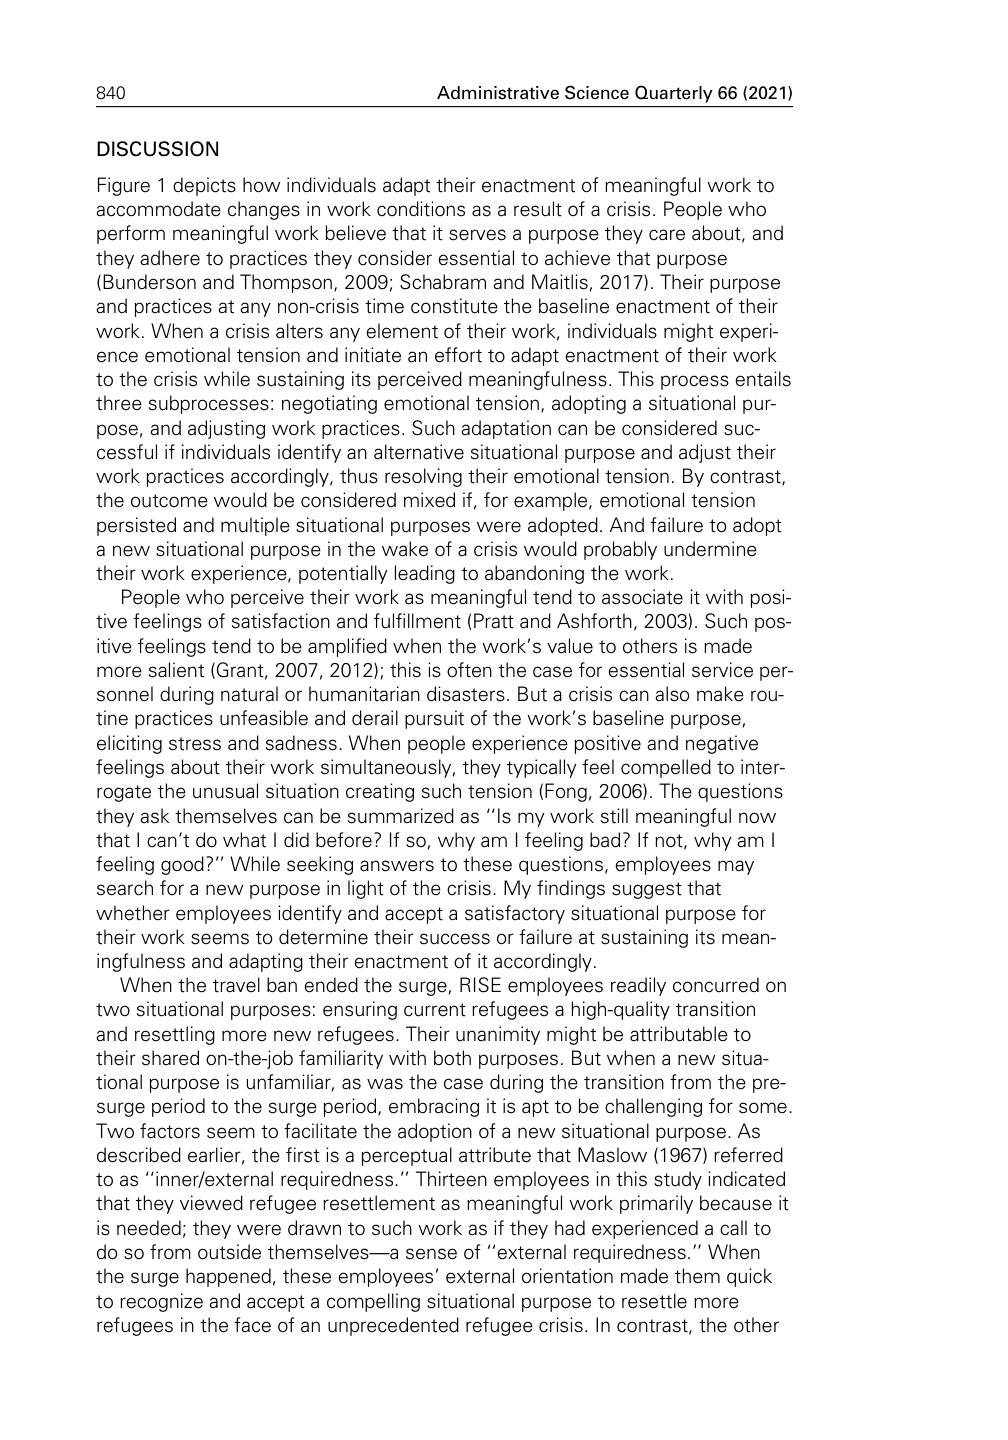 840
Administrative Science Quarterly 66 (2021)
DISCUSSION
Figure 1 depicts how individuals adapt their enactment of meaningful work to
accommodate changes in work conditions as a result of a crisis. People who
perform meaningful work believe that it serves a purpose they care about, and
they adhere to practices they consider essential to achieve that purpose
(Bunderson and Thompson, 2009; Schabram and Maitlis, 2017). Their purpose
and practices at any non-crisis time constitute the baseline enactment of their
work. When a crisis alters any element of their work, individuals might experi-
ence emotional tension and initiate an effort to adapt enactment of their work
to the crisis while sustaining its perceived meaningfulness. This process entails
three subprocesses: negotiating emotional tension, adopting a situational pur-
pose, and adjusting work practices. Such adaptation can be considered suc-
cessful if individuals identify an alternative situational purpose and adjust their
work practices accordingly, thus resolving their emotional tension. By contrast,
the outcome would be considered mixed if, for example, emotional tension
persisted and multiple situational purposes were adopted. And failure to adopt
a new situational purpose in the wake of a crisis would probably undermine
their work experience, potentially leading to abandoning the work.
People who perceive their work as meaningful tend to associate it with posi-
tive feelings of satisfaction and fulfillment (Pratt and Ashforth, 2003). Such pos-
itive feelings tend to be amplified when the work's value to others is made
more salient (Grant, 2007, 2012); this is often the case for essential service per-
sonnel during natural or humanitarian disasters. But a crisis can also make rou-
tine practices unfeasible and derail pursuit of the work's baseline purpose,
eliciting stress and sadness. When people experience positive and negative
feelings about their work simultaneously, they typically feel compelled to inter-
rogate the unusual situation creating such tension (Fong, 2006). The questions
they ask themselves can be summarized as ''Is my work still meaningful now
that I can't do what I did before? If so, why am I feeling bad? If not, why am I
feeling good?'' While seeking answers to these questions, employees may
search for a new purpose in light of the crisis. My findings suggest that
whether employees identify and accept a satisfactory situational purpose for
their work seems to determine their success or failure at sustaining its mean-
ingfulness and adapting their enactment of it accordingly.
When the travel ban ended the surge, RISE employees readily concurred on
two situational purposes: ensuring current refugees a high-quality transition
and resettling more new refugees. Their unanimity might be attributable to
their shared on-the-job familiarity with both purposes. But when a new situa-
tional purpose is unfamiliar, as was the case during the transition from the pre-
surge period to the surge period, embracing it is apt to be challenging for some.
Two factors seem to facilitate the adoption of a new situational purpose. As
described earlier, the first is a perceptual attribute that Maslow (1967) referred
to as ''inner/external requiredness.'' Thirteen employees in this study indicated
that they viewed refugee resettlement as meaningful work primarily because it
is needed; they were drawn to such work as if they had experienced a call to
do so from outside themselves—a sense of ''external requiredness.'' When
the surge happened, these employees' external orientation made them quick
to recognize and accept a compelling situational purpose to resettle more
refugees in the face of an unprecedented refugee crisis. In contrast, the other